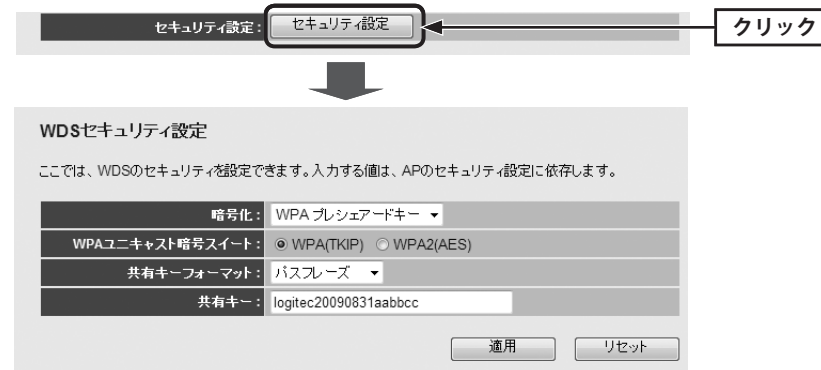 セキュリティ設定： セキュリティ設定 クリック
WDSセキュリティ設定
ここでは、WDSのセキュリティを設定できます。入力する値は、APのセキュリティ設定に依存します。
暗号化： WPA プレシェアードキー
WPAユニキャスト暗号スイート： WPA(TKIP) WPA2(AES)
共有キーフォーマット： パスフレーズ
共有キー： logitec20090831aabbcc
適用 リセット